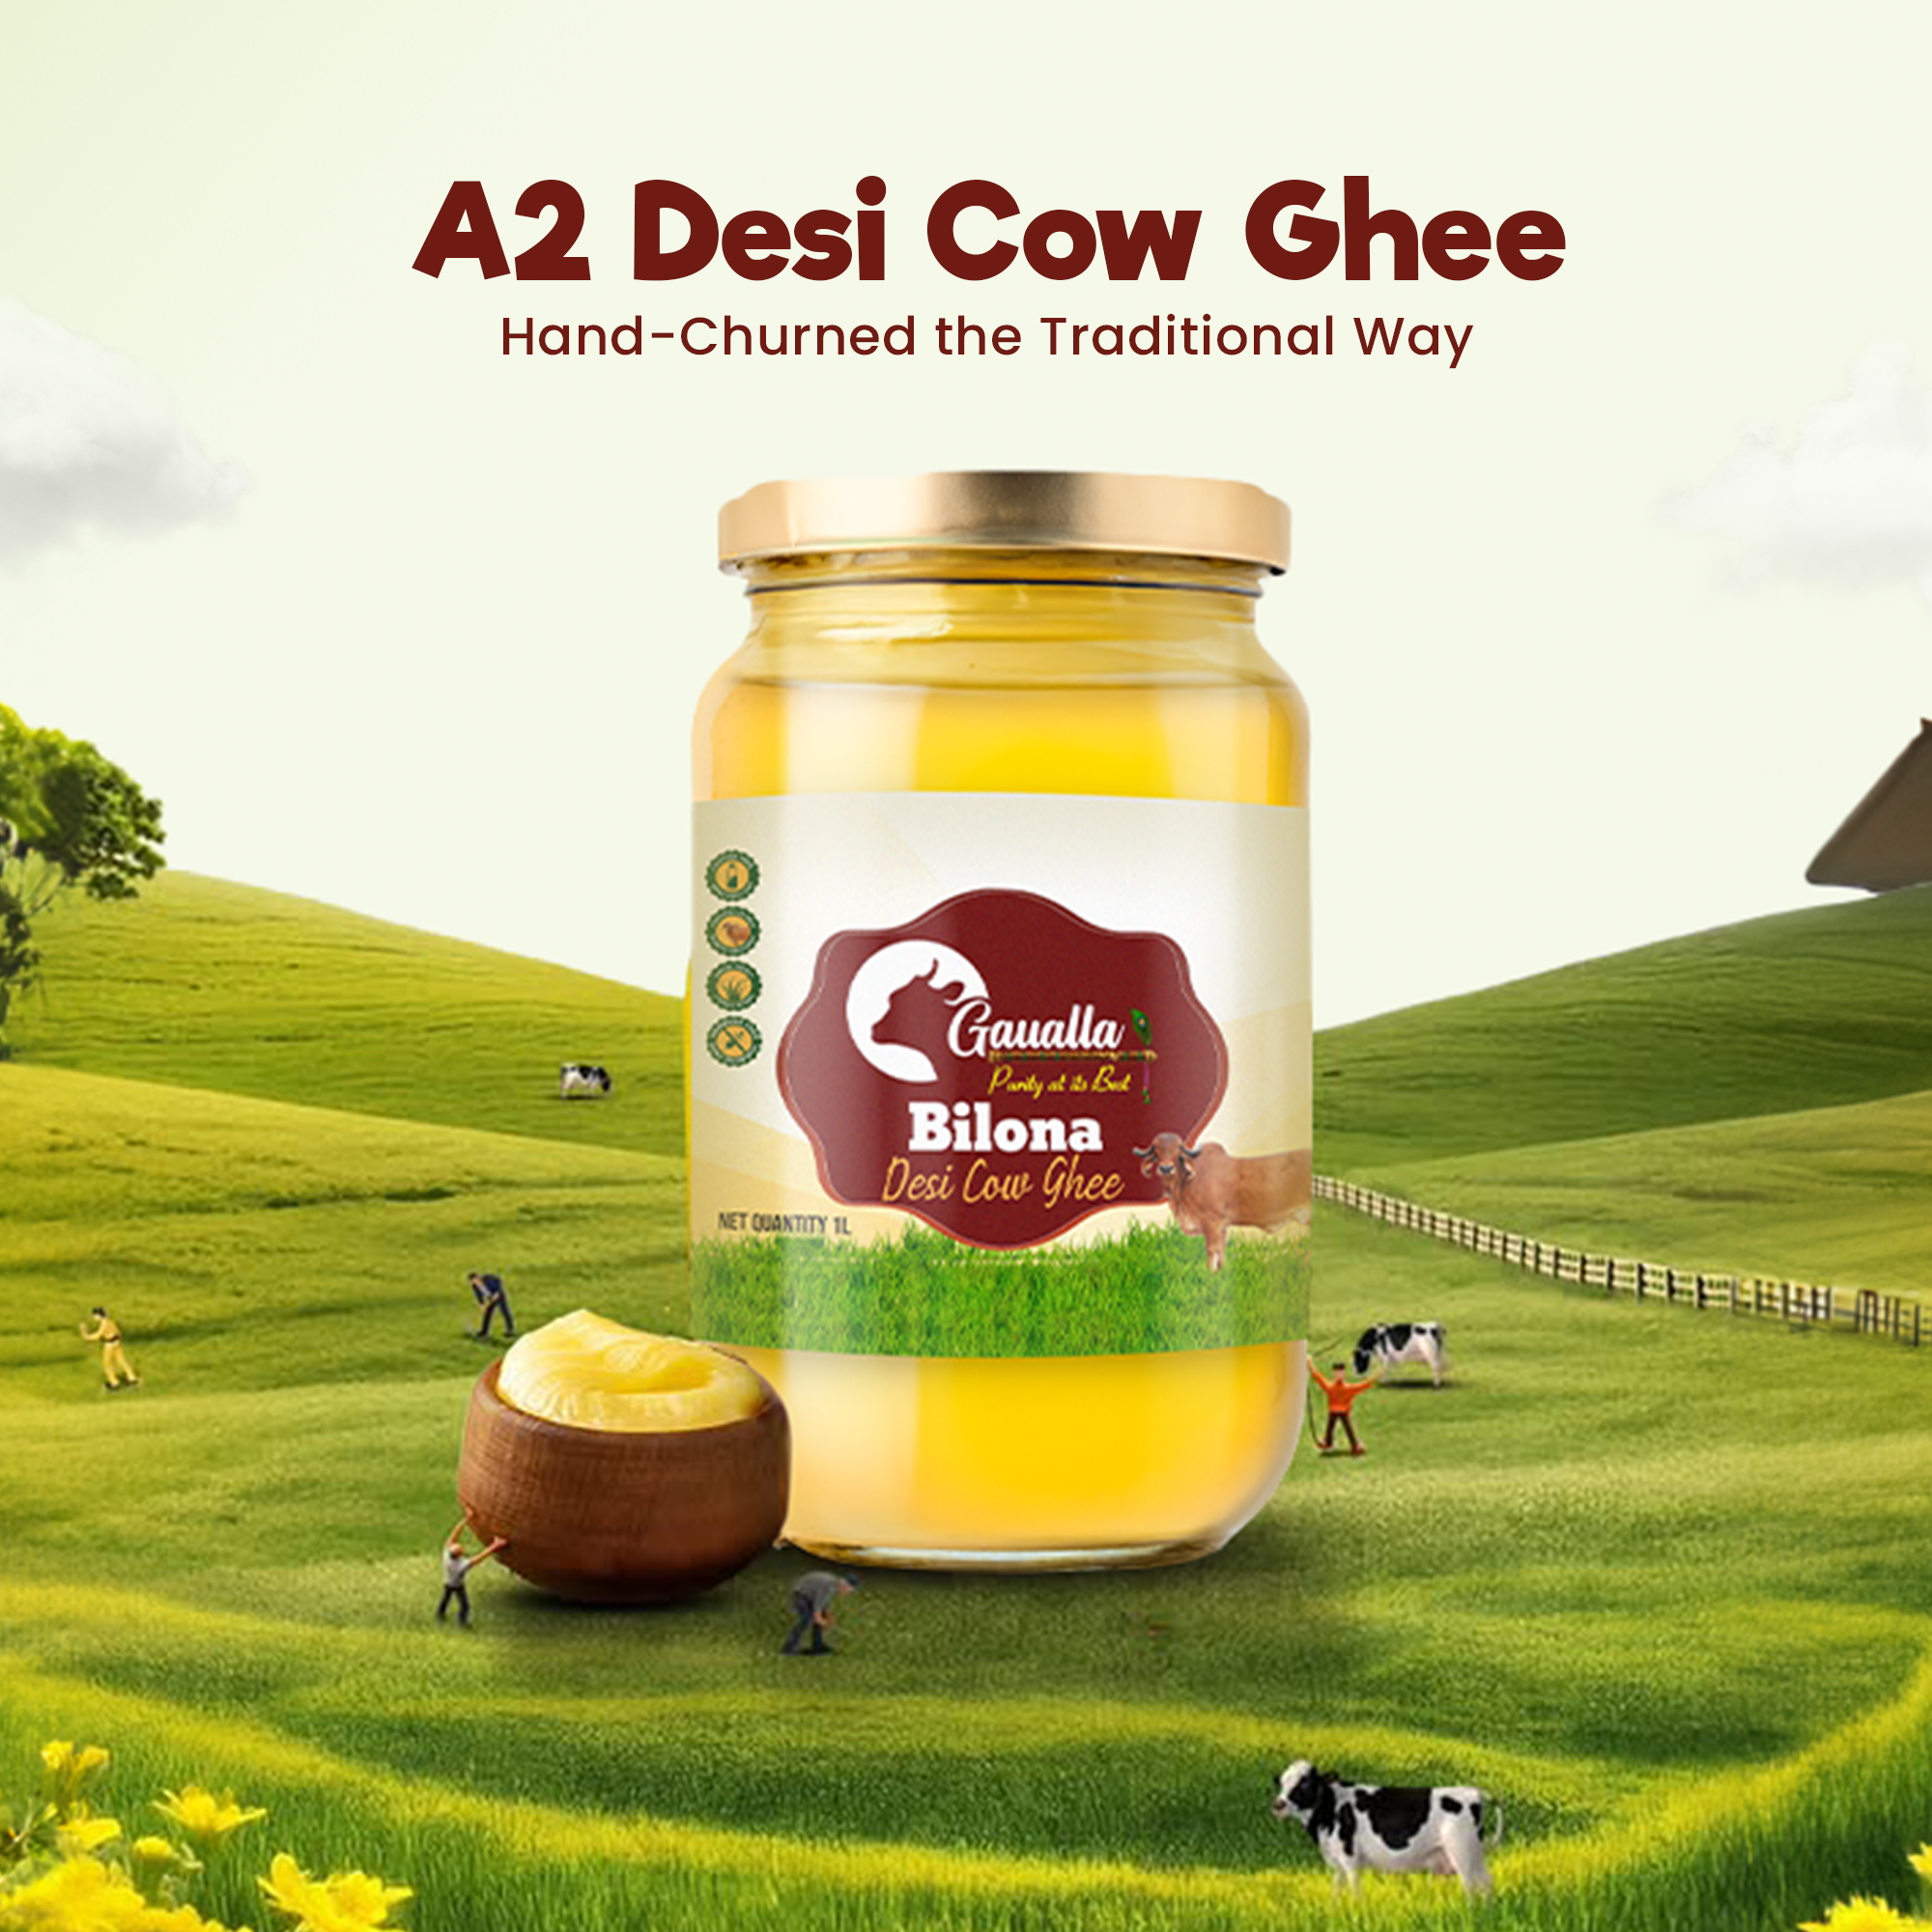 A2 Desi Cow Ghee
Hand-Churned the Traditional Way
Gaualla
Purity at its Best
Bilona
Desi Cow Ghee
NET QUANTITY 1L